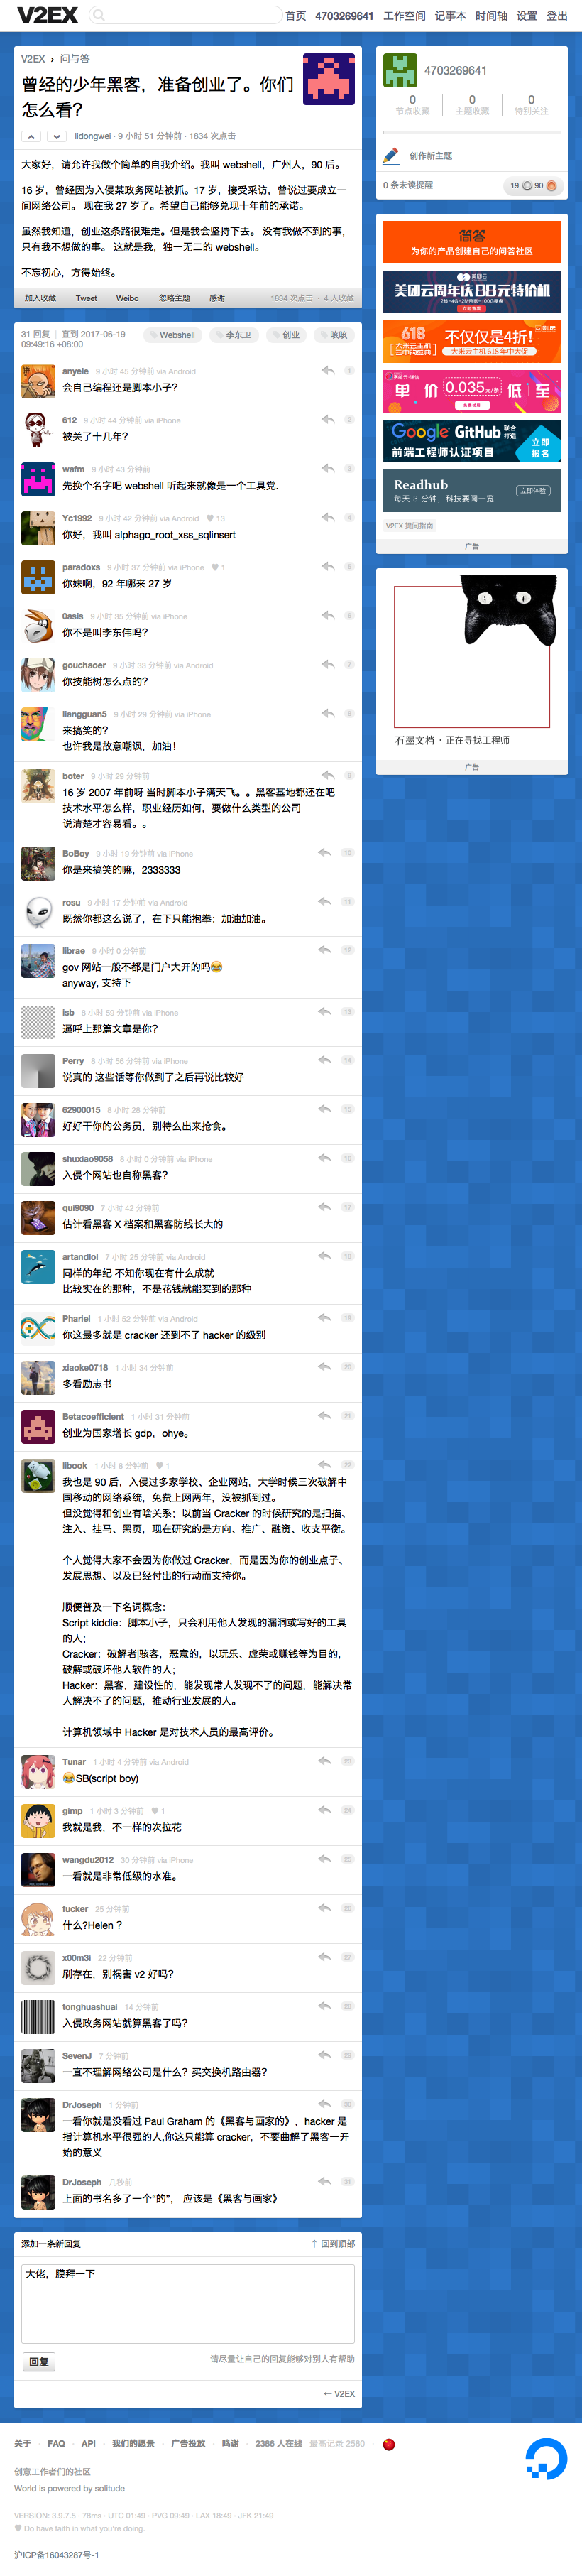 V2EX
首页 4703269641 工作空间 记事本 时间轴 设置 登出
V2EX › 问与答
曾经的少年黑客，准备创业了。你们
怎么看？
lidongwei · 9 小时 51 分钟前 · 1834 次点击
大家好，请允许我做个简单的自我介绍。我叫 webshell，广州人，90 后。
16 岁，曾经因为入侵某政务网站被抓。17 岁，接受采访，曾说过要成立一
间网络公司。 现在我 27 岁了。希望自己能够兑现十年前的承诺。
虽然我知道，创业这条路很难走。但是我会坚持下去。 没有我做不到的事，
只有我不想做的事。 这就是我，独一无二的 webshell。
不忘初心，方得始终。
加入收藏 Tweet Weibo 忽略主题 感谢 1834 次点击 · 4 人收藏
31 回复 | 直到 2017-06-19
09:49:16 +08:00
Webshell 李东卫 创业 咳咳
anyele 9 小时 45 分钟前 via Android 1
会自己编程还是脚本小子？
612 9 小时 44 分钟前 via iPhone 2
被关了十几年？
wafm 9 小时 43 分钟前 3
先换个名字吧 webshell 听起来就像是一个工具党.
Yc1992 9 小时 42 分钟前 via Android ♥ 13 4
你好，我叫 alphago_root_xss_sqlinsert
paradoxs 9 小时 37 分钟前 via iPhone ♥ 1 5
你妹啊，92 年哪来 27 岁
0asis 9 小时 35 分钟前 via iPhone 6
你不是叫李东伟吗？
gouchaoer 9 小时 33 分钟前 via Android 7
你技能树怎么点的？
liangguan5 9 小时 29 分钟前 via iPhone 8
来搞笑的？
也许我是故意嘲讽，加油！
boter 9 小时 29 分钟前 9
16 岁 2007 年前呀 当时脚本小子满天飞。。黑客基地都还在吧
技术水平怎么样，职业经历如何，要做什么类型的公司
说清楚才容易看。。
BoBoy 9 小时 19 分钟前 via iPhone 10
你是来搞笑的嘛，2333333
rosu 9 小时 17 分钟前 via Android 11
既然你都这么说了，在下只能抱拳：加油加油。
librae 9 小时 0 分钟前 12
gov 网站一般不都是门户大开的吗😂
anyway, 支持下
isb 8 小时 59 分钟前 via iPhone 13
逼呼上那篇文章是你？
Perry 8 小时 56 分钟前 via iPhone 14
说真的 这些话等你做到了之后再说比较好
62900015 8 小时 28 分钟前 15
好好干你的公务员，别特么出来抢食。
shuxiao9058 8 小时 0 分钟前 via iPhone 16
入侵个网站也自称黑客？
qul9090 7 小时 42 分钟前 17
估计看黑客 X 档案和黑客防线长大的
artandlol 7 小时 25 分钟前 via Android 18
同样的年纪 不知你现在有什么成就
比较实在的那种，不是花钱就能买到的那种
Phariel 1 小时 52 分钟前 via Android 19
你这最多就是 cracker 还到不了 hacker 的级别
xiaoke0718 1 小时 34 分钟前 20
多看励志书
Betacoefficient 1 小时 31 分钟前 21
创业为国家增长 gdp，ohye。
libook 1 小时 8 分钟前 ♥ 1 22
我也是 90 后，入侵过多家学校、企业网站，大学时候三次破解中
国移动的网络系统，免费上网两年，没被抓到过。
但没觉得和创业有啥关系；以前当 Cracker 的时候研究的是扫描、
注入、挂马、黑页，现在研究的是方向、推广、融资、收支平衡。
个人觉得大家不会因为你做过 Cracker，而是因为你的创业点子、
发展思想、以及已经付出的行动而支持你。
顺便普及一下名词概念：
Script kiddie：脚本小子，只会利用他人发现的漏洞或写好的工具
的人；
Cracker：破解者|骇客，恶意的，以玩乐、虚荣或赚钱等为目的，
破解或破坏他人软件的人；
Hacker：黑客，建设性的，能发现常人发现不了的问题，能解决常
人解决不了的问题，推动行业发展的人。
计算机领域中 Hacker 是对技术人员的最高评价。
Tunar 1 小时 4 分钟前 via Android 23
😂SB(script boy)
gimp 1 小时 3 分钟前 ♥ 1 24
我就是我，不一样的次拉花
wangdu2012 30 分钟前 via iPhone 25
一看就是非常低级的水准。
fucker 25 分钟前 26
什么?Helen ？
x00m3l 22 分钟前 27
刷存在，别祸害 v2 好吗？
tonghuashuai 14 分钟前 28
入侵政务网站就算黑客了吗？
SevenJ 7 分钟前 29
一直不理解网络公司是什么？买交换机路由器？
DrJoseph 1 分钟前 30
一看你就是没看过 Paul Graham 的《黑客与画家的》，hacker 是
指计算机水平很强的人,你这只能算 cracker，不要曲解了黑客一开
始的意义
DrJoseph 几秒前 31
上面的书名多了一个“的”， 应该是《黑客与画家》
添加一条新回复 ↑ 回到顶部
大佬，膜拜一下
回复 请尽量让自己的回复能够对别人有帮助
← V2EX
4703269641
0 0 0
节点收藏 主题收藏 特别关注
创作新主题
0 条未读提醒 19 90
简答
为你的产品创建自己的问答社区
美团云
美团云周年庆BB元特价机
618 不仅仅是4折！
大米云主机 618 年中大促
单价 0.035元/条 低至
Google GitHub 联合打造
前端工程师认证项目
立即报名
Readhub
每天 3 分钟，科技要闻一览
立即体验
V2EX 提问指南
广告
石墨文档 · 正在寻找工程师
广告
关于 · FAQ · API · 我们的愿景 · 广告投放 · 鸣谢 · 2386 人在线 最高记录 2580 ·
创意工作者们的社区
World is powered by solitude
VERSION: 3.9.7.5 · 78ms · UTC 01:49 · PVG 09:49 · LAX 18:49 · JFK 21:49
♥ Do have faith in what you're doing.
沪ICP备16043287号-1